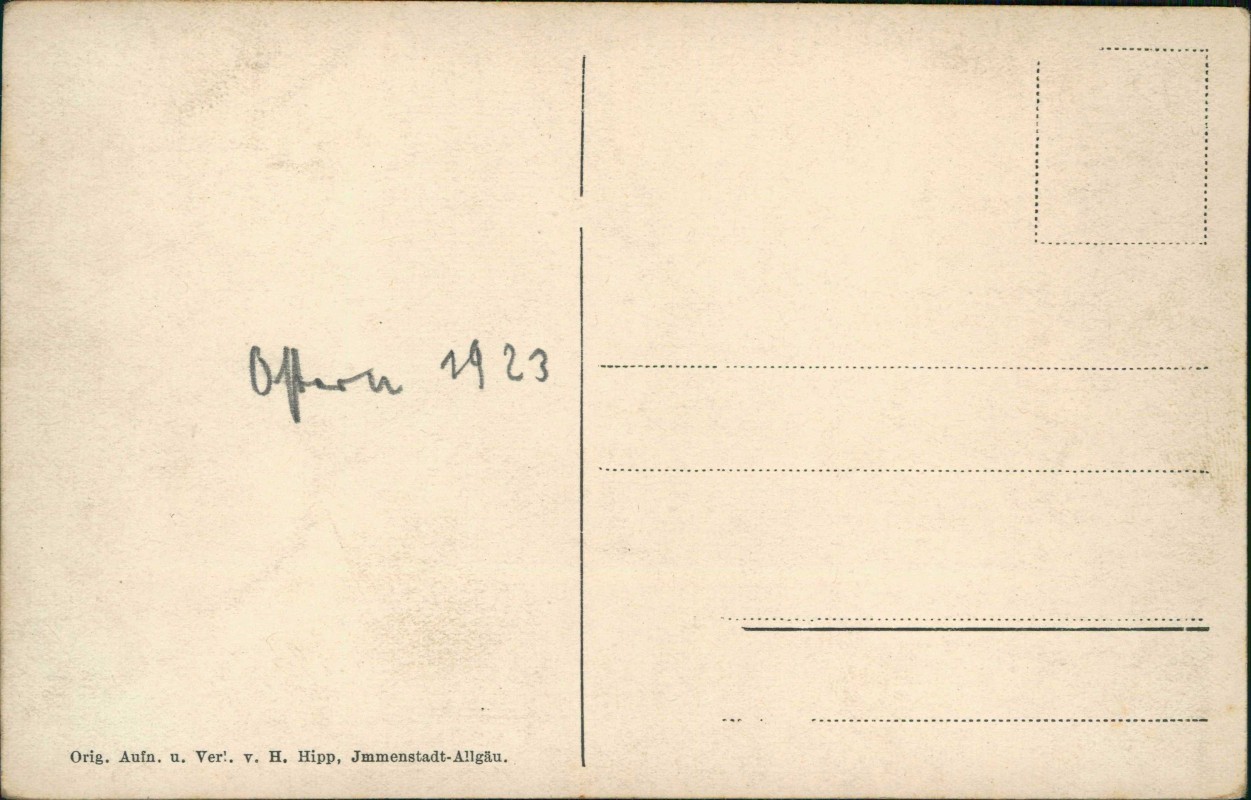 Ostern 1923
Orig. Aufn. u. Verl. v. H. Hipp, Jmmenstadt-Allgäu.